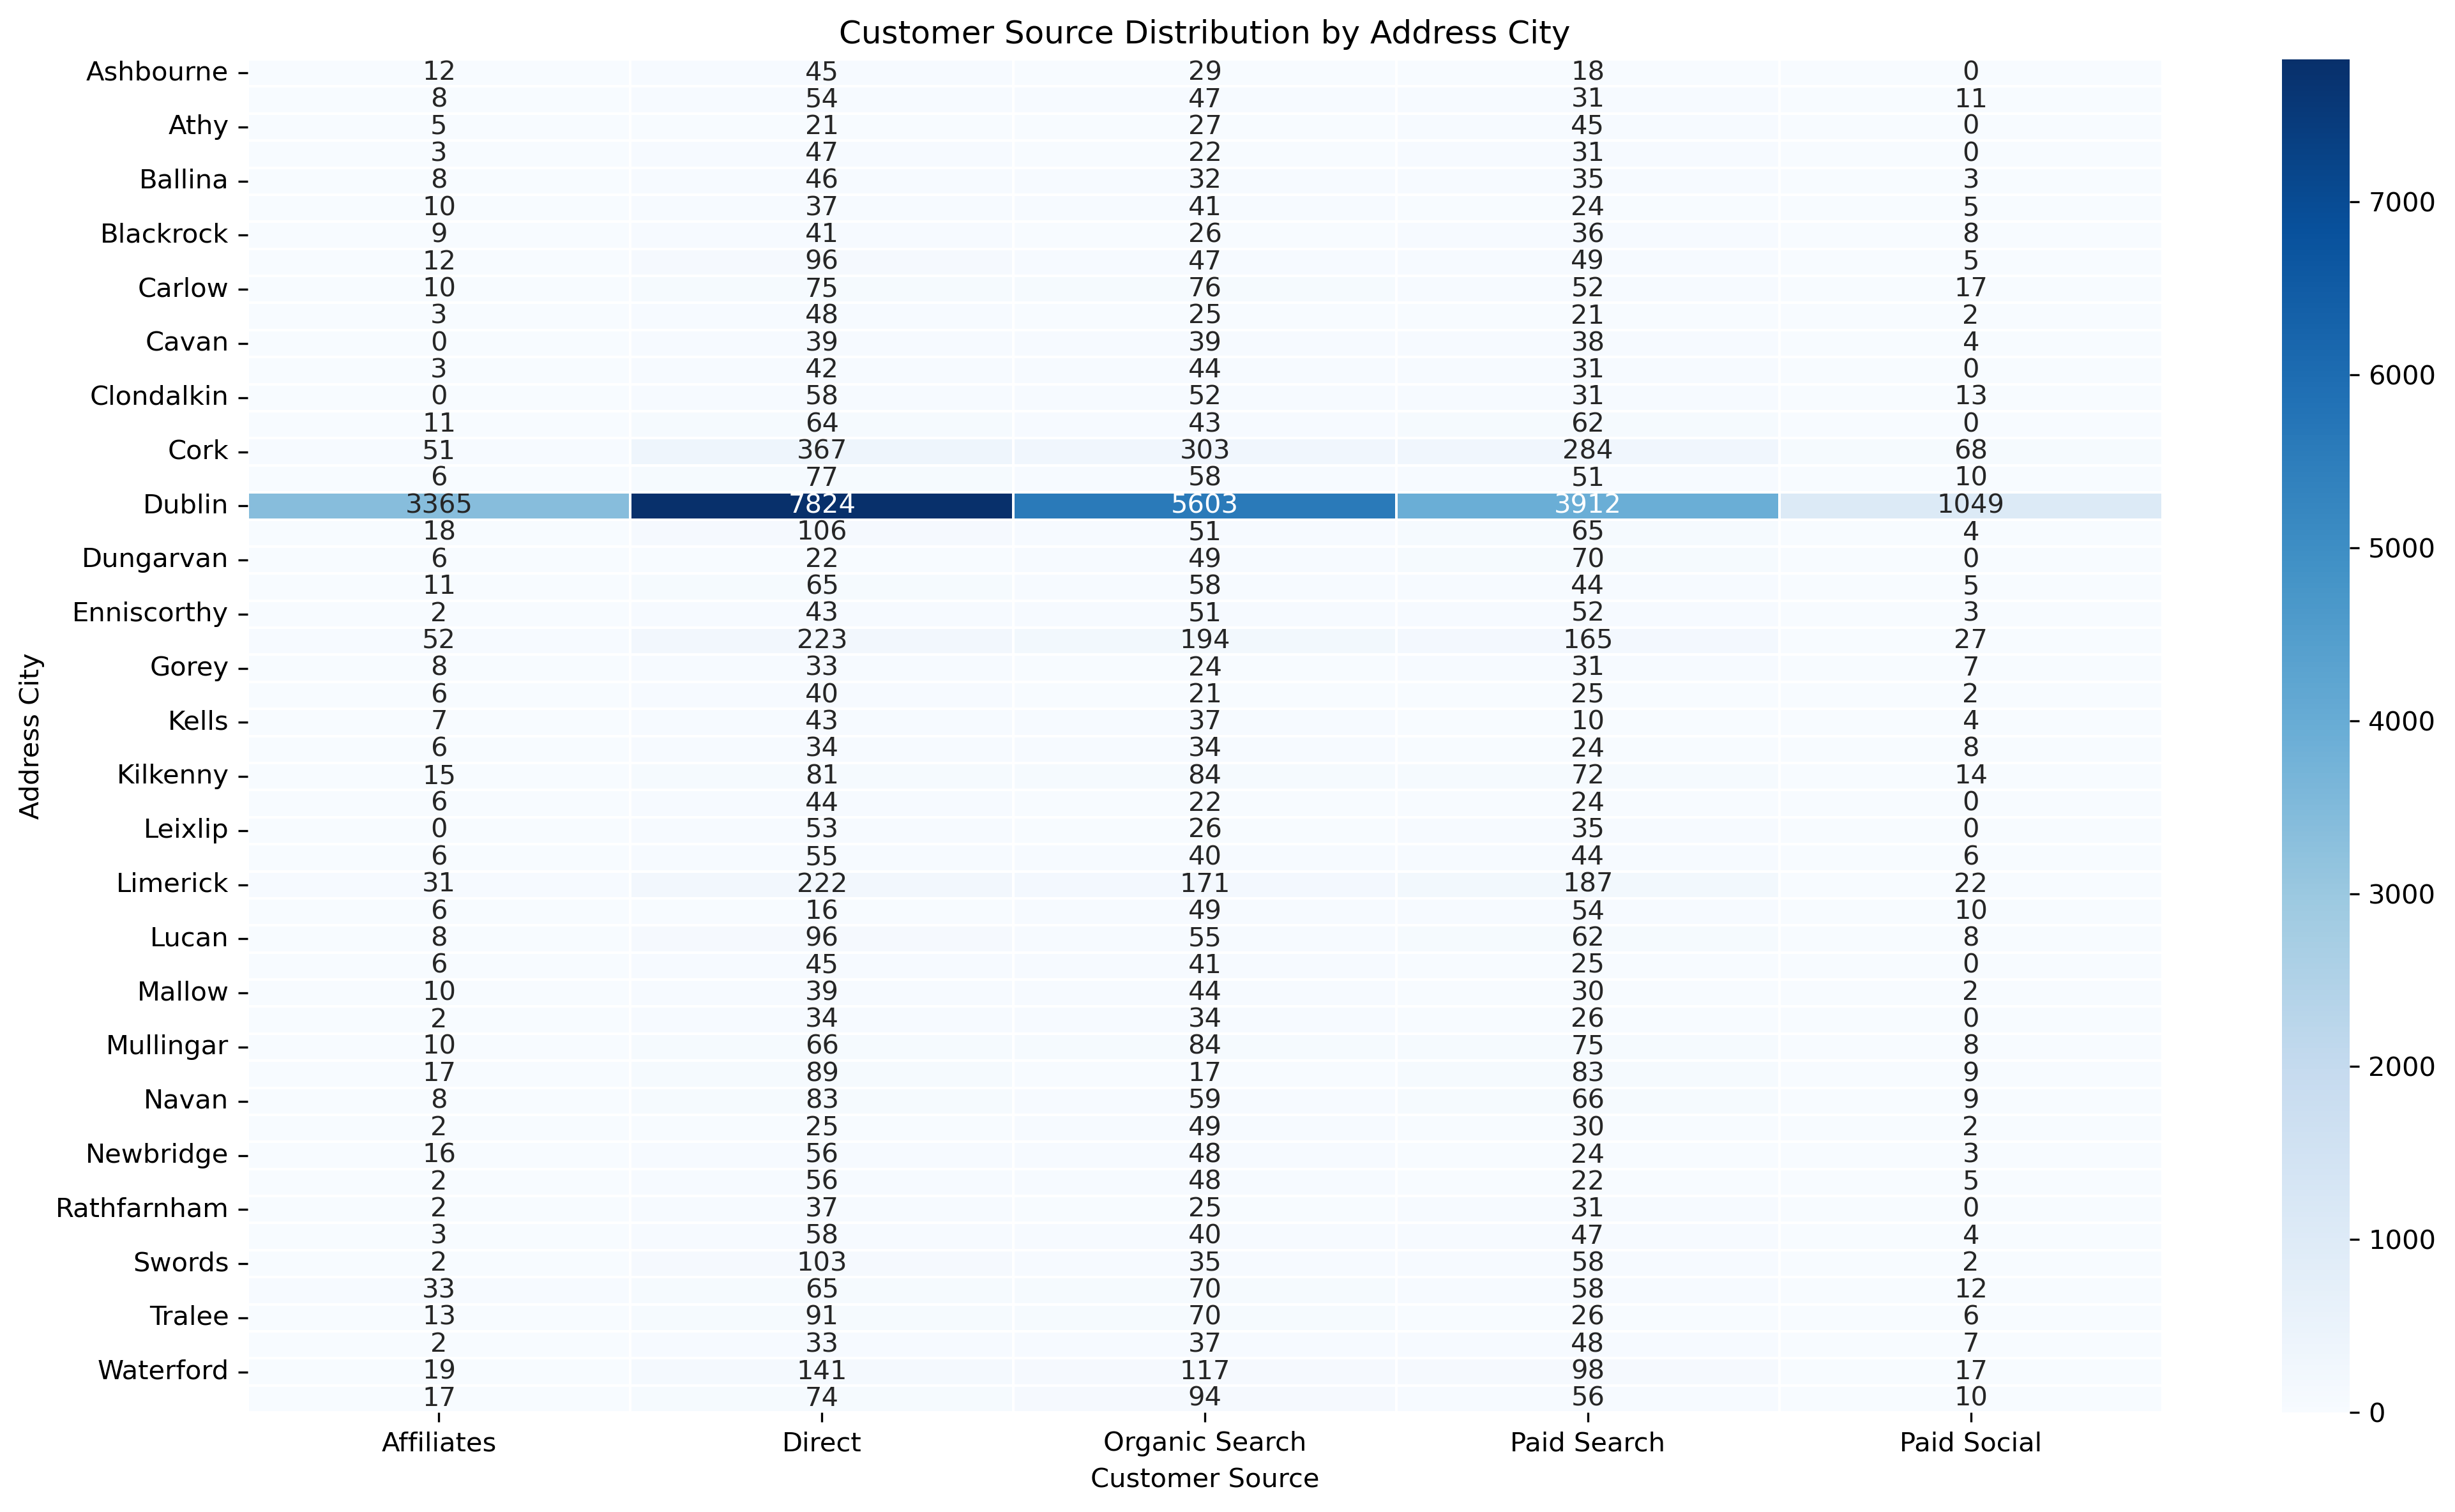 Customer Source Distribution by Address City
Ashbourne 12 45 29 18 0
8 54 47 31 11
Athy 5 21 27 45 0
3 47 22 31 0
Ballina 8 46 32 35 3
10 37 41 24 5
Blackrock 9 41 26 36 8
12 96 47 49 5
Carlow 10 75 76 52 17
3 48 25 21 2
Cavan 0 39 39 38 4
3 42 44 31 0
Clondalkin 0 58 52 31 13
11 64 43 62 0
Cork 51 367 303 284 68
6 77 58 51 10
Dublin 3365 7824 5603 3912 1049
18 106 51 65 4
Dungarvan 6 22 49 70 0
11 65 58 44 5
Enniscorthy 2 43 51 52 3
52 223 194 165 27
Gorey 8 33 24 31 7
6 40 21 25 2
Kells 7 43 37 10 4
6 34 34 24 8
Kilkenny 15 81 84 72 14
6 44 22 24 0
Leixlip 0 53 26 35 0
6 55 40 44 6
Limerick 31 222 171 187 22
6 16 49 54 10
Lucan 8 96 55 62 8
6 45 41 25 0
Mallow 10 39 44 30 2
2 34 34 26 0
Mullingar 10 66 84 75 8
17 89 17 83 9
Navan 8 83 59 66 9
2 25 49 30 2
Newbridge 16 56 48 24 3
2 56 48 22 5
Rathfarnham 2 37 25 31 0
3 58 40 47 4
Swords 2 103 35 58 2
33 65 70 58 12
Tralee 13 91 70 26 6
2 33 37 48 7
Waterford 19 141 117 98 17
17 74 94 56 10
Affiliates Direct Organic Search Paid Search Paid Social
Customer Source
Address City
7000
6000
5000
4000
3000
2000
1000
0